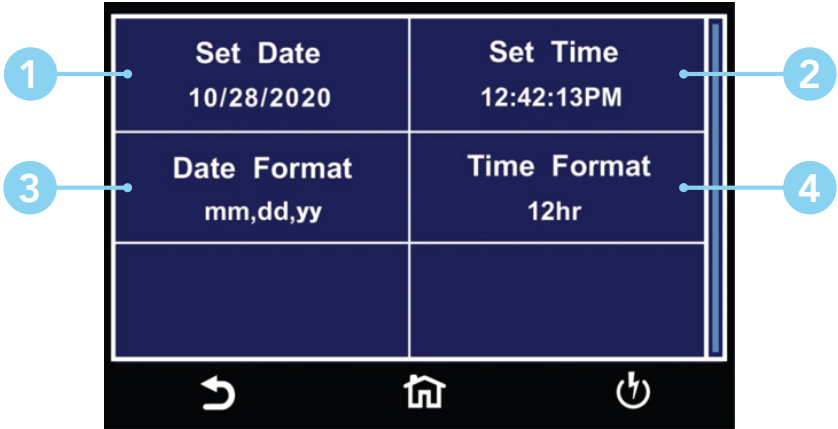 1
Set Date
10/28/2020
Set Time
12:42:13PM
2
3
Date Format
mm,dd,yy
Time Format
12hr
4